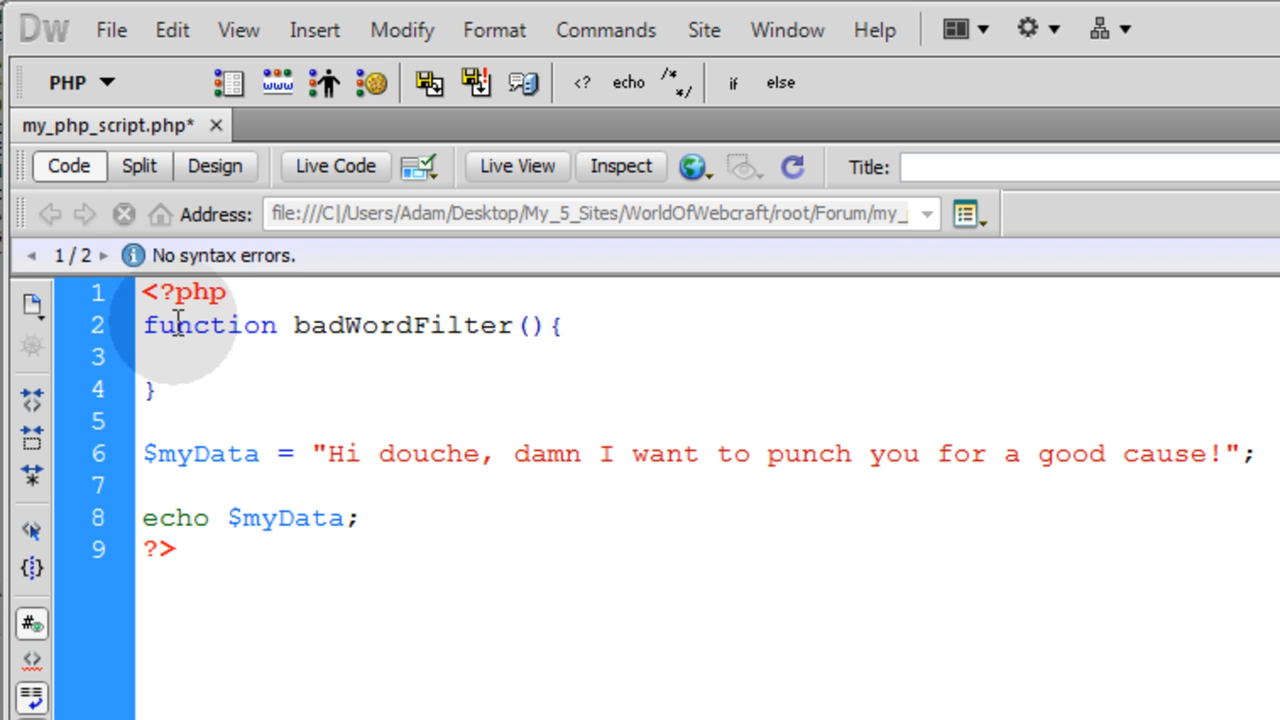 Dw File Edit View Insert Modify Format Commands Site Window Help
PHP www <? echo /* */ if else
my_php_script.php* ×
Code Split Design Live Code Live View Inspect Title:
Address: file:///C|/Users/Adam/Desktop/My_5_Sites/WorldOfWebcraft/root/Forum/my_
1 / 2 No syntax errors.
1 <?php
2 function badWordFilter(){
3
4 }
5
6 $myData = "Hi douche, damn I want to punch you for a good cause!";
7
8 echo $myData;
9 ?>